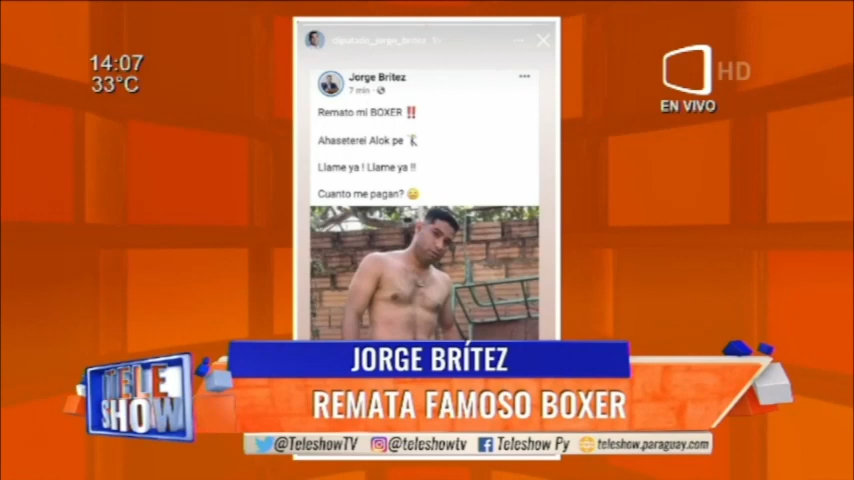 14:07
33°C
diputado_jorge_britez
Jorge Britez
7 min
Remato mi BOXER ‼️
Ahaseterei Alok pe
Llame ya ! Llame ya !!
Cuanto me pagan? 😄
HD
EN VIVO
JORGE BRÍTEZ
REMATA FAMOSO BOXER
TELE
SHOW
@TeleshowTV @teleshowtv Teleshow Py teleshow.paraguay.com